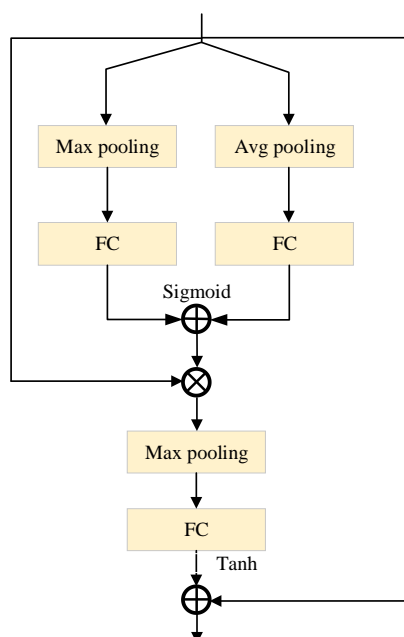 Max pooling
Avg pooling
FC
FC
Sigmoid
Max pooling
FC
Tanh